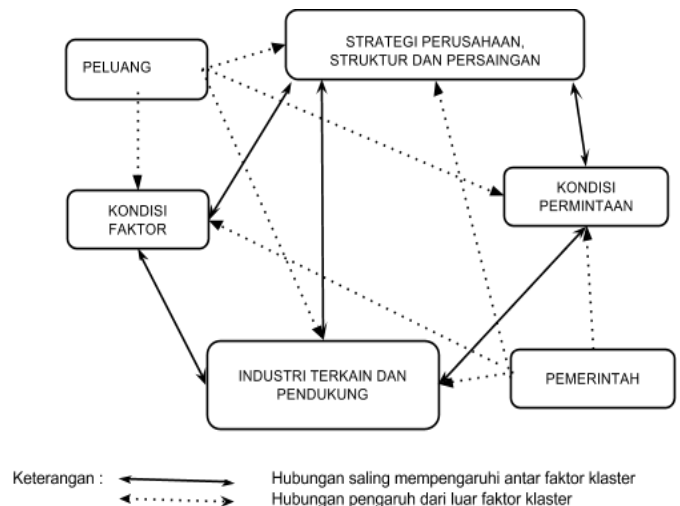 STRATEGI PERUSAHAAN,
STRUKTUR DAN PERSAINGAN
PELUANG
KONDISI
PERMINTAAN
KONDISI
FAKTOR
INDUSTRI TERKAIN DAN
PENDUKUNG
PEMERINTAH
Keterangan :
Hubungan saling mempengaruhi antar faktor klaster
Hubungan pengaruh dari luar faktor klaster